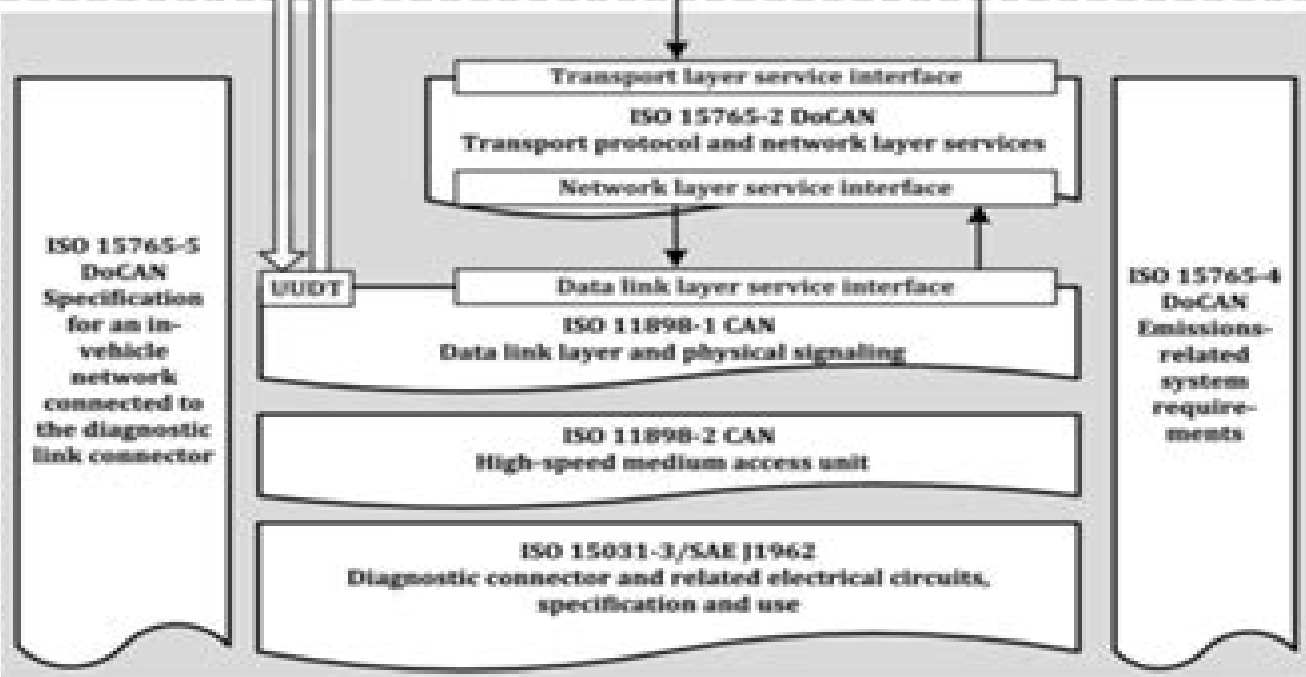 Transport layer service interface
ISO 15765-2 DoCAN
Transport protocol and network layer services
Network layer service interface
ISO 15765-5
DoCAN
Specification
for an in-
vehicle
network
connected to
the diagnostic
link connector
UUDT
Data link layer service interface
ISO 11898-1 CAN
Data link layer and physical signaling
ISO 11898-2 CAN
High-speed medium access unit
ISO 15031-3/SAE J1962
Diagnostic connector and related electrical circuits,
specification and use
ISO 15765-4
DoCAN
Emissions-
related
system
require-
ments